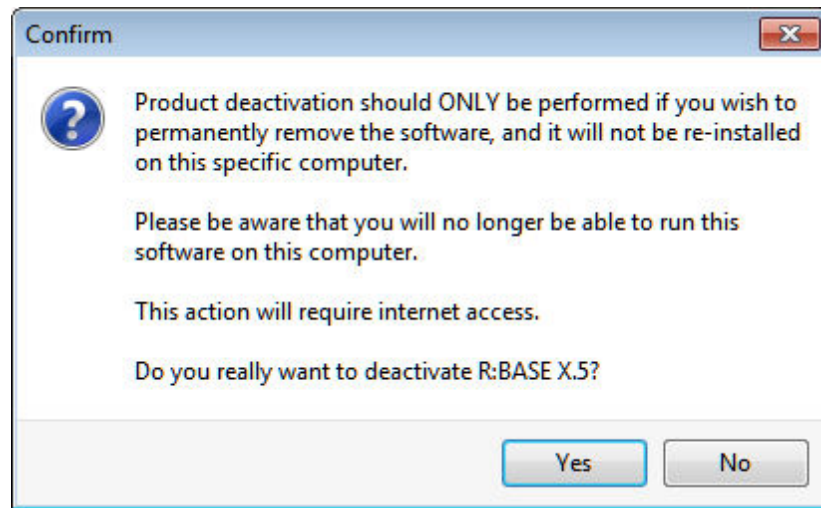 Confirm
Product deactivation should ONLY be performed if you wish to
permanently remove the software, and it will not be re-installed
on this specific computer.
Please be aware that you will no longer be able to run this
software on this computer.
This action will require internet access.
Do you really want to deactivate R:BASE X.5?
Yes
No